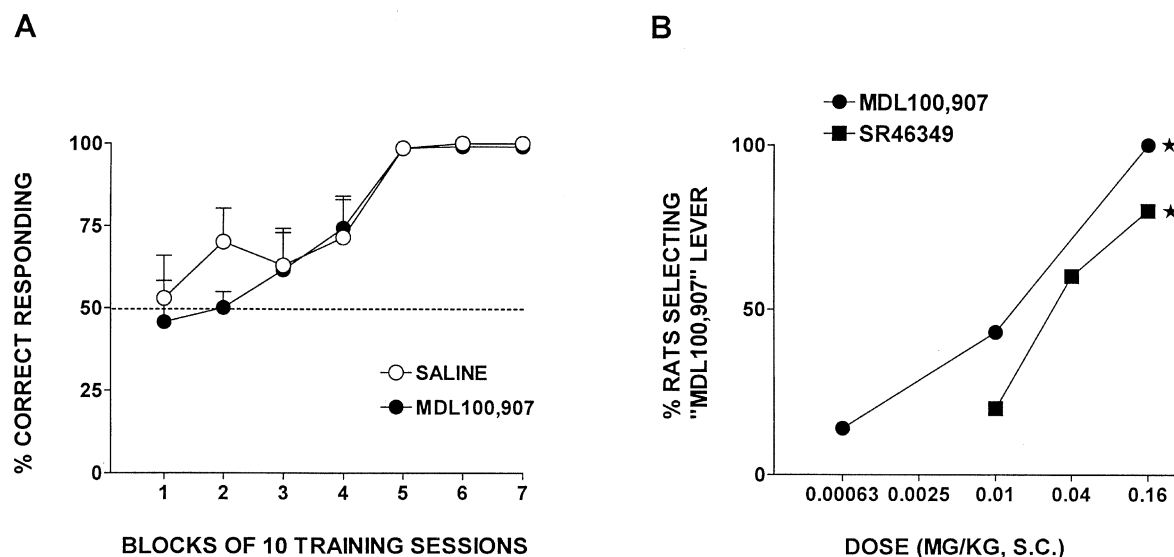 A
% CORRECT RESPONDING
100
75
50
25
0
SALINE
MDL100,907
1 2 3 4 5 6 7
BLOCKS OF 10 TRAINING SESSIONS
B
MDL100,907
SR46349
% RATS SELECTING
"MDL100,907" LEVER
100
50
0
0.00063 0.0025 0.01 0.04 0.16
DOSE (MG/KG, S.C.)